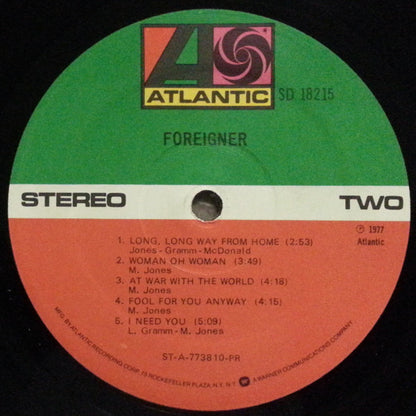 ATLANTIC
SD 18215
FOREIGNER
STEREO
TWO
℗ 1977
Atlantic
1. LONG, LONG WAY FROM HOME (2:53)
Jones - Gramm - McDonald
2. WOMAN OH WOMAN (3:49)
M. Jones
3. AT WAR WITH THE WORLD (4:18)
M. Jones
4. FOOL FOR YOU ANYWAY (4:15)
M. Jones
5. I NEED YOU (5:09)
L. Gramm - M. Jones
ST-A-773810-PR
MFG. BY ATLANTIC RECORDING CORP., 75 ROCKEFELLER PLAZA, N.Y., N.Y. A WARNER COMMUNICATIONS COMPANY